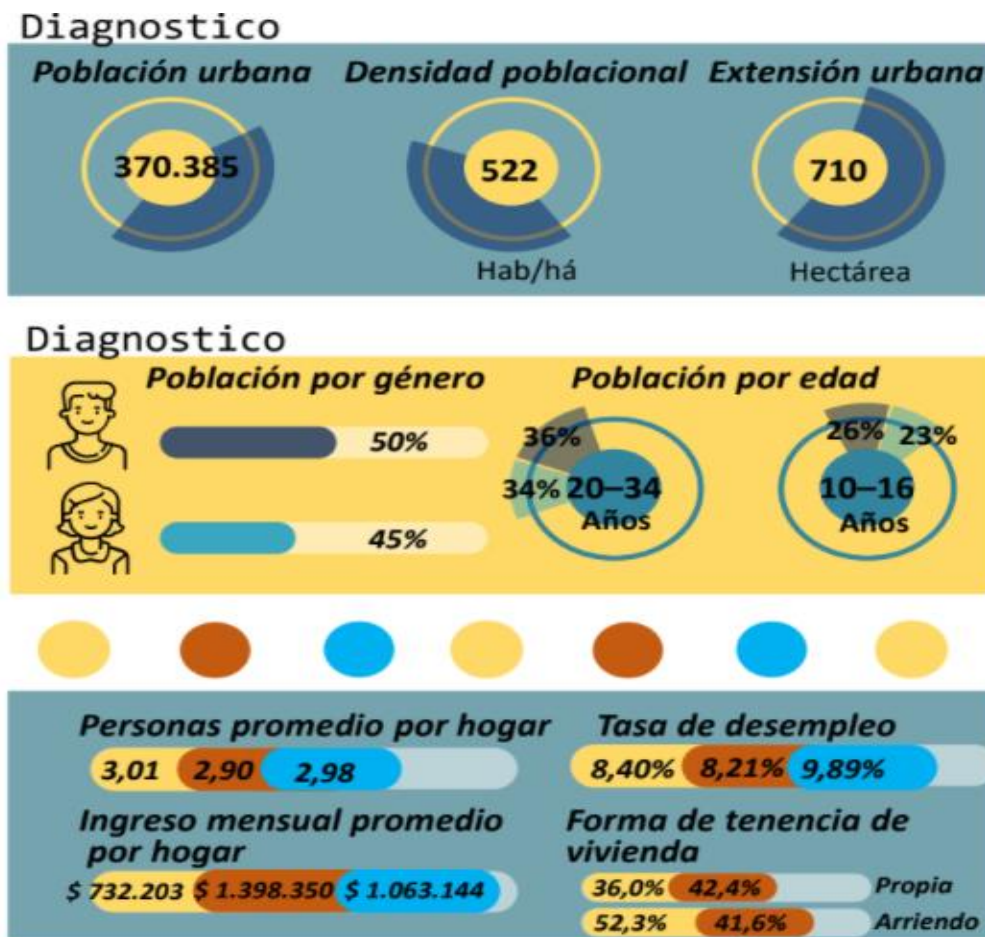 Diagnostico
Población urbana
Densidad poblacional
Extensión urbana
370.385
522
710
Hab/há
Hectárea
Diagnostico
Población por género
Población por edad
50%
45%
36%
34%
20–34
Años
26%
23%
10–16
Años
Personas promedio por hogar
3,01 2,90 2,98
Tasa de desempleo
8,40% 8,21% 9,89%
Ingreso mensual promedio
por hogar
$ 732.203 $ 1.398.350 $ 1.063.144
Forma de tenencia de
vivienda
36,0% 42,4% Propia
52,3% 41,6% Arriendo